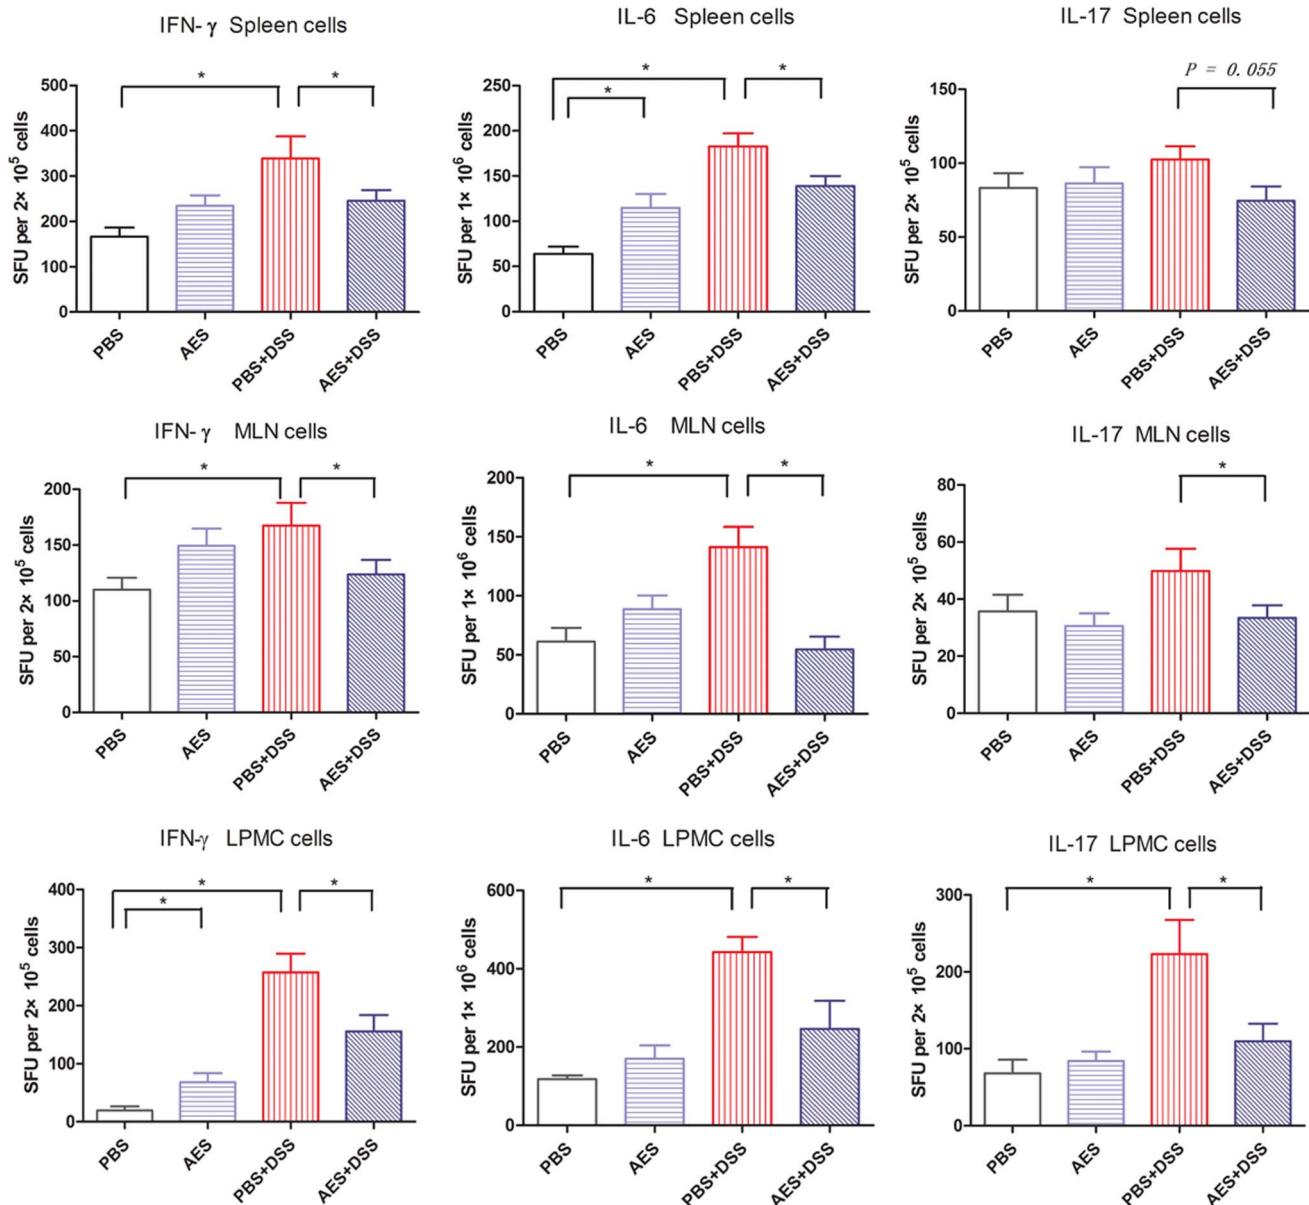 IFN- γ Spleen cells
SFU per 2× 10⁵ cells
500
400
300
200
100
0
*
*
PBS
AES
PBS+DSS
AES+DSS
IL-6 Spleen cells
SFU per 1× 10⁶ cells
250
200
150
100
50
0
*
*
*
PBS
AES
PBS+DSS
AES+DSS
IL-17 Spleen cells
SFU per 2× 10⁵ cells
150
100
50
0
P = 0.055
PBS
AES
PBS+DSS
AES+DSS
IFN- γ MLN cells
SFU per 2× 10⁵ cells
200
150
100
50
0
*
*
PBS
AES
PBS+DSS
AES+DSS
IL-6 MLN cells
SFU per 1× 10⁶ cells
200
150
100
50
0
*
*
PBS
AES
PBS+DSS
AES+DSS
IL-17 MLN cells
SFU per 2× 10⁵ cells
80
60
40
20
0
*
PBS
AES
PBS+DSS
AES+DSS
IFN-γ LPMC cells
SFU per 2× 10⁵ cells
400
300
200
100
0
*
*
*
PBS
AES
PBS+DSS
AES+DSS
IL-6 LPMC cells
SFU per 1× 10⁶ cells
600
400
200
0
*
*
PBS
AES
PBS+DSS
AES+DSS
IL-17 LPMC cells
SFU per 2× 10⁵ cells
300
200
100
0
*
*
PBS
AES
PBS+DSS
AES+DSS